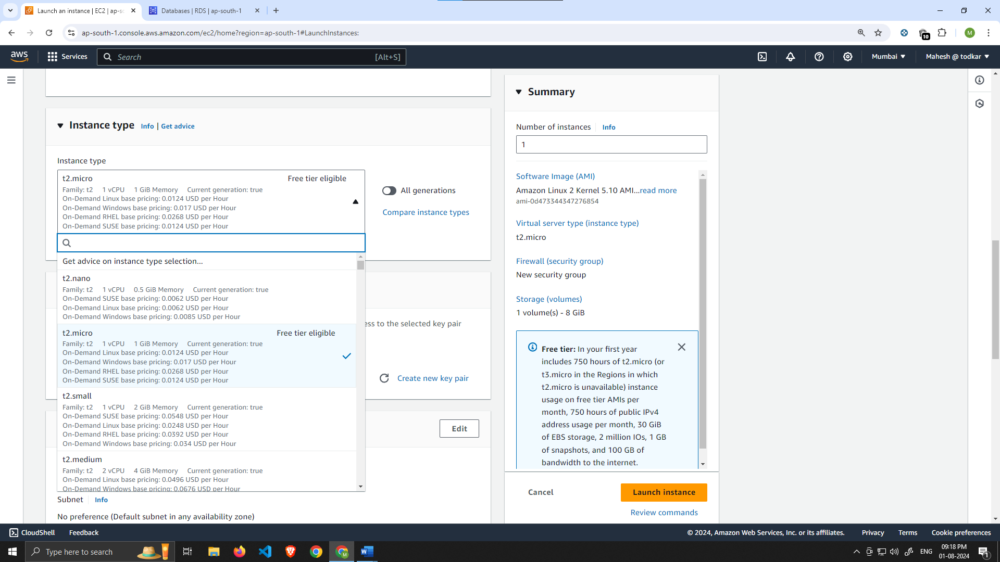 Launch an instance | EC2 | ap-so
Databases | RDS | ap-south-1
ap-south-1.console.aws.amazon.com/ec2/home?region=ap-south-1#LaunchInstances:
10
M
aws
Services
Search
[Alt+S]
Mumbai
Mahesh @ todkar
Instance type
Info | Get advice
Instance type
t2.micro
Free tier eligible
Family: t2 1 vCPU 1 GiB Memory Current generation: true
On-Demand Linux base pricing: 0.0124 USD per Hour
On-Demand Windows base pricing: 0.017 USD per Hour
On-Demand RHEL base pricing: 0.0268 USD per Hour
On-Demand SUSE base pricing: 0.0124 USD per Hour
All generations
Compare instance types
Get advice on instance type selection...
t2.nano
Family: t2 1 vCPU 0.5 GiB Memory Current generation: true
On-Demand SUSE base pricing: 0.0062 USD per Hour
On-Demand Linux base pricing: 0.0062 USD per Hour
On-Demand Windows base pricing: 0.0085 USD per Hour
t2.micro
Free tier eligible
Family: t2 1 vCPU 1 GiB Memory Current generation: true
On-Demand Linux base pricing: 0.0124 USD per Hour
On-Demand Windows base pricing: 0.017 USD per Hour
On-Demand RHEL base pricing: 0.0268 USD per Hour
On-Demand SUSE base pricing: 0.0124 USD per Hour
t2.small
Family: t2 1 vCPU 2 GiB Memory Current generation: true
On-Demand SUSE base pricing: 0.0548 USD per Hour
On-Demand Linux base pricing: 0.0248 USD per Hour
On-Demand RHEL base pricing: 0.0392 USD per Hour
On-Demand Windows base pricing: 0.034 USD per Hour
t2.medium
Family: t2 2 vCPU 4 GiB Memory Current generation: true
On-Demand Linux base pricing: 0.0496 USD per Hour
On-Demand Windows base pricing: 0.0676 USD per Hour
ess to the selected key pair
Create new key pair
Edit
Subnet
Info
No preference (Default subnet in any availability zone)
Summary
Number of instances
Info
1
Software Image (AMI)
Amazon Linux 2 Kernel 5.10 AMI...read more
ami-0d473344347276854
Virtual server type (instance type)
t2.micro
Firewall (security group)
New security group
Storage (volumes)
1 volume(s) - 8 GiB
Free tier: In your first year
includes 750 hours of t2.micro (or
t3.micro in the Regions in which
t2.micro is unavailable) instance
usage on free tier AMIs per
month, 750 hours of public IPv4
address usage per month, 30 GiB
of EBS storage, 2 million IOs, 1 GB
of snapshots, and 100 GB of
bandwidth to the internet.
Cancel
Launch instance
Review commands
CloudShell
Feedback
© 2024, Amazon Web Services, Inc. or its affiliates.
Privacy
Terms
Cookie preferences
Type here to search
ENG
09:18 PM
01-08-2024
1